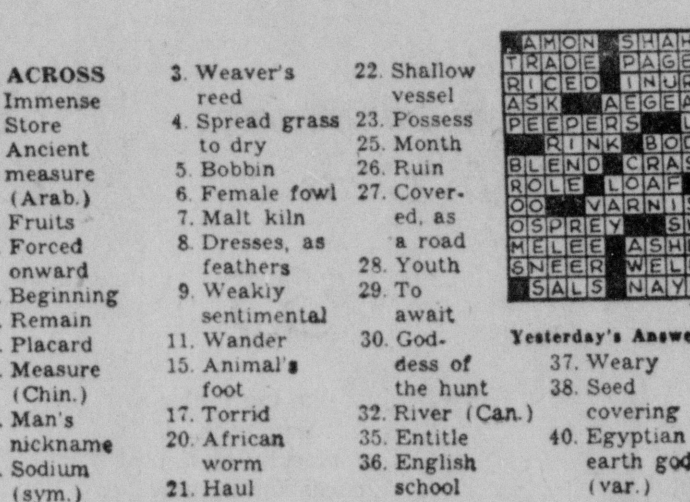 ACROSS
Immense
Store
Ancient
measure
(Arab.)
Fruits
Forced
onward
Beginning
Remain
Placard
Measure
(Chin.)
Man's
nickname
Sodium
(sym.)
3. Weaver's
reed
4. Spread grass
to dry
5. Bobbin
6. Female fowl
7. Malt kiln
8. Dresses, as
feathers
9. Weakly
sentimental
11. Wander
15. Animal's
foot
17. Torrid
20. African
worm
21. Haul
22. Shallow
vessel
23. Possess
25. Month
26. Ruin
27. Cover-
ed, as
a road
28. Youth
29. To
await
30. God-
dess of
the hunt
32. River (Can.)
35. Entitle
36. English
school
AMON SHAH
TRADE PAGE
RICED INUR
ASK AEGEA
PEEPERS L
RINK BOD
BLEND CRAS
ROLE LOAF
OO VARNIS
OSPREY
MELEE ASH
SNEER WEL
SALS NAY
Yesterday's Answe
37. Weary
38. Seed
covering
40. Egyptian
earth god
(var.)